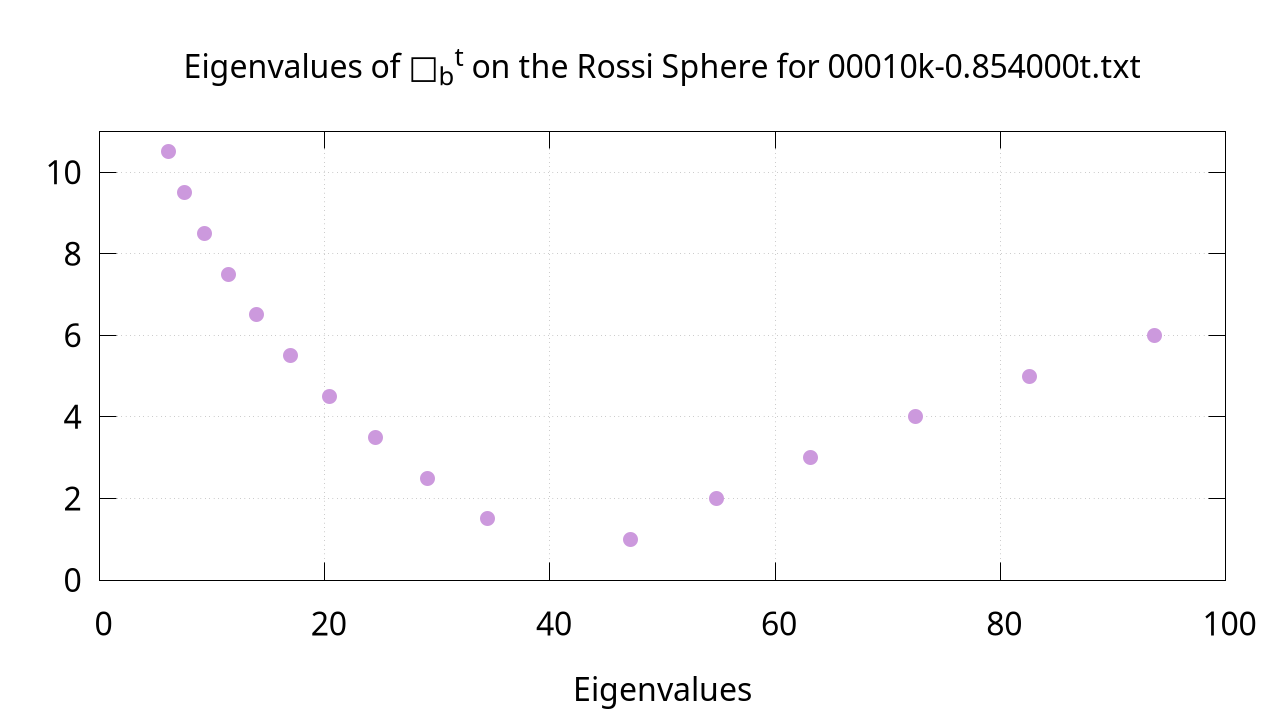 Eigenvalues of □bᵗ on the Rossi Sphere for 00010k-0.854000t.txt
10
8
6
4
2
0
0 20 40 60 80 100
Eigenvalues